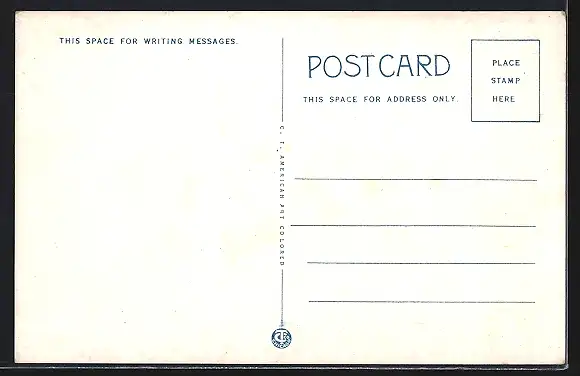 THIS SPACE FOR WRITING MESSAGES.
POSTCARD
THIS SPACE FOR ADDRESS ONLY.
PLACE
STAMP
HERE
C. T. AMERICAN ART COLORED